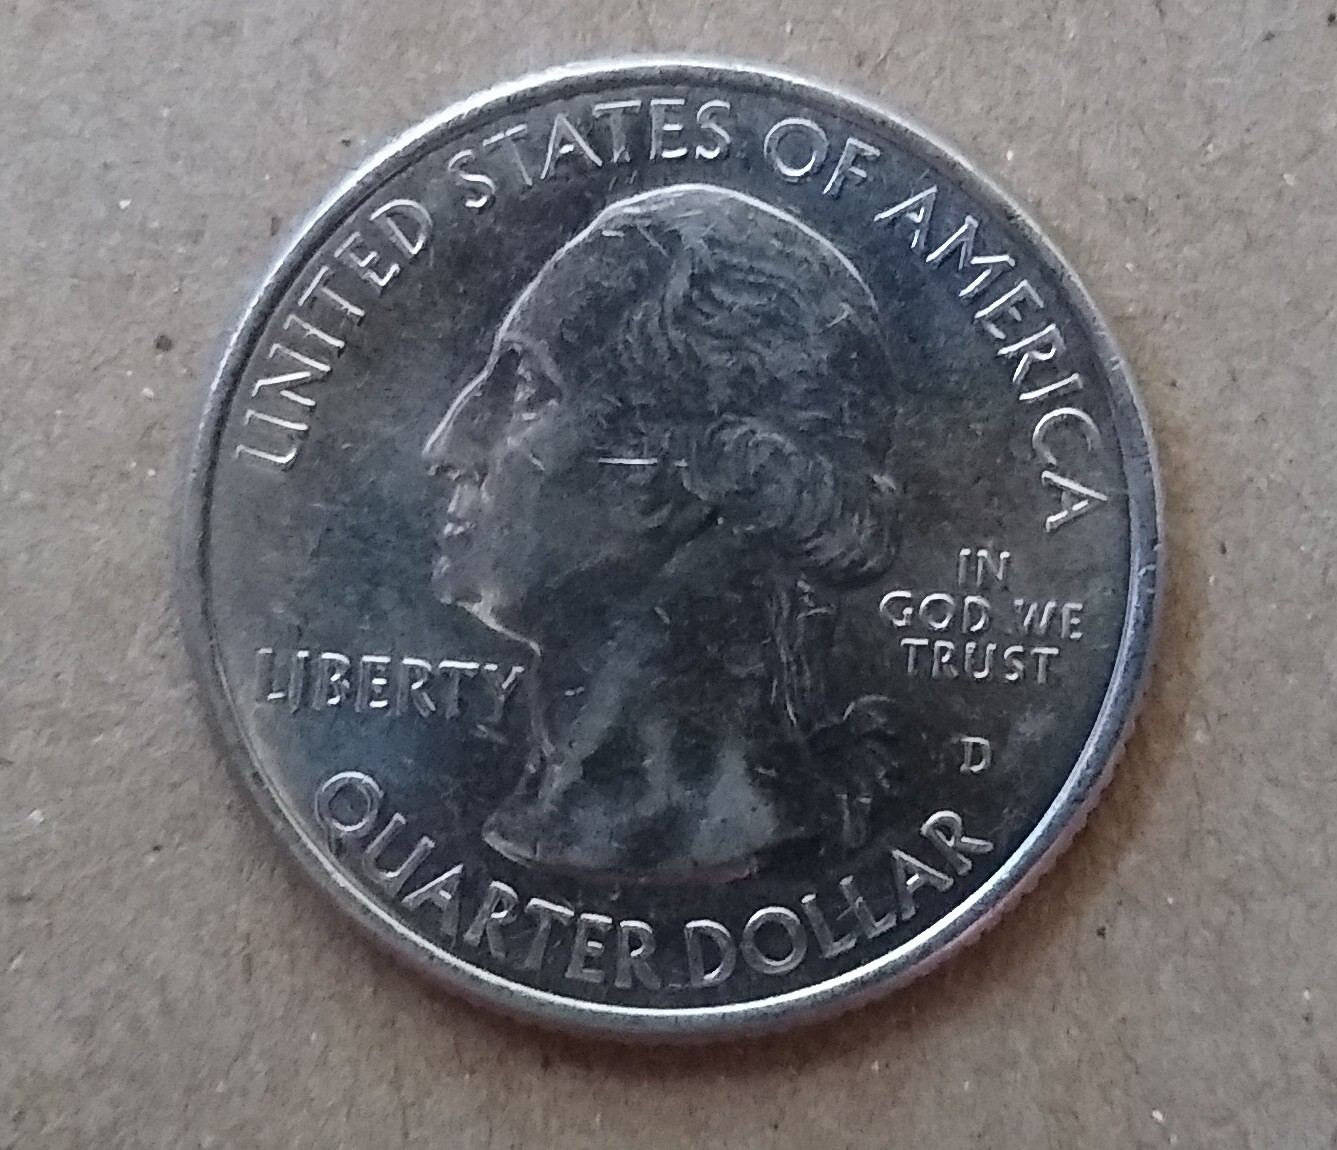 UNITED STATES OF AMERICA
LIBERTY
IN
GOD WE
TRUST
D
QUARTER DOLLAR